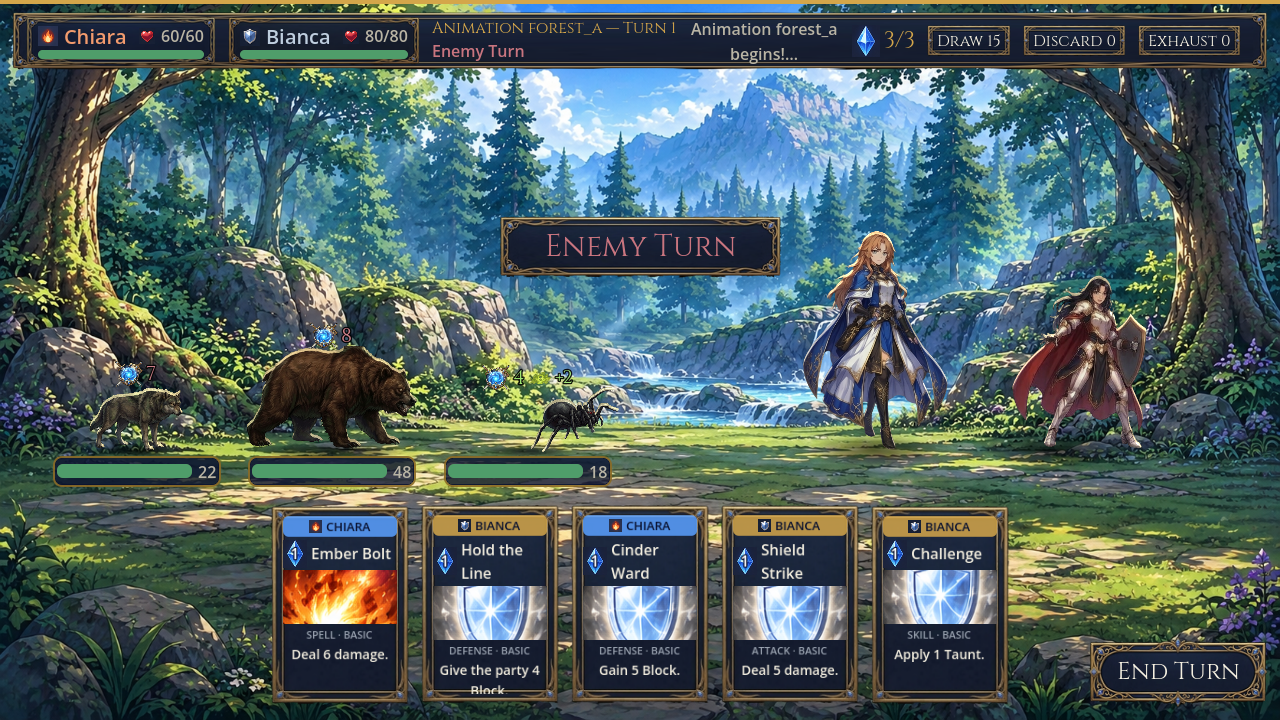 Chiara 60/60
Bianca 80/80
Animation forest_a — Turn 1
Enemy Turn
Animation forest_a
begins!...
3/3
Draw 15
Discard 0
Exhaust 0
Enemy Turn
7
8
4 +2
22
48
18
CHIARA
1 Ember Bolt
SPELL · BASIC
Deal 6 damage.
BIANCA
1 Hold the
Line
DEFENSE · BASIC
Give the party 4
Block.
CHIARA
1 Cinder
Ward
DEFENSE · BASIC
Gain 5 Block.
BIANCA
1 Shield
Strike
ATTACK · BASIC
Deal 5 damage.
BIANCA
1 Challenge
SKILL · BASIC
Apply 1 Taunt.
End Turn